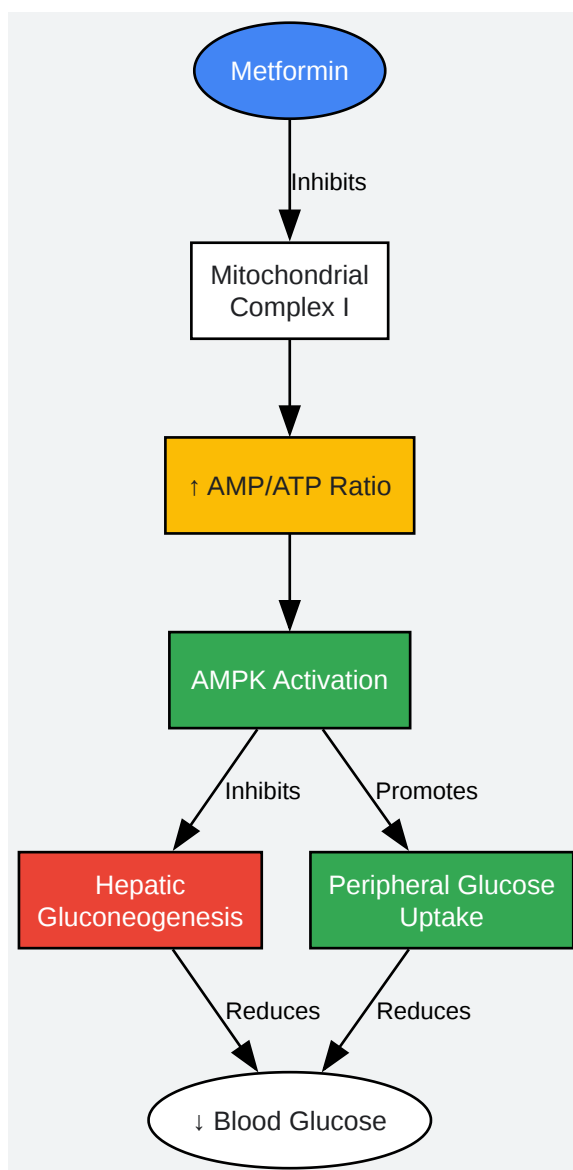 Metformin
Inhibits
Mitochondrial
Complex I
↑ AMP/ATP Ratio
AMPK Activation
Inhibits
Promotes
Hepatic
Gluconeogenesis
Peripheral Glucose
Uptake
Reduces
Reduces
↓ Blood Glucose